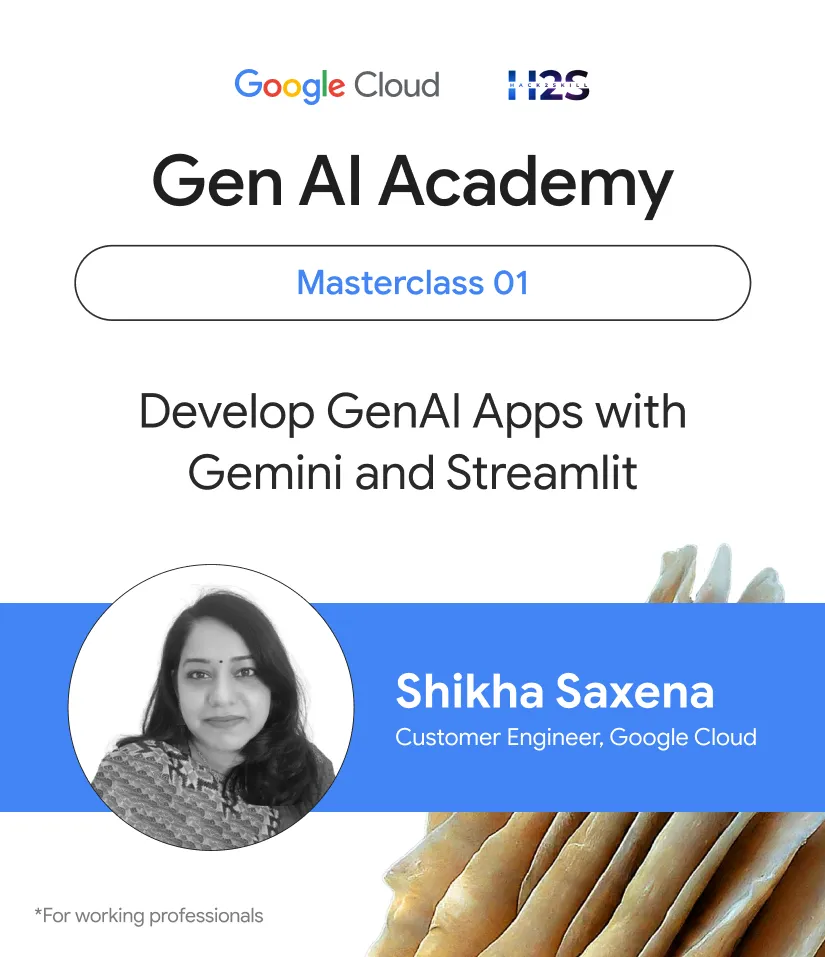 Google Cloud
H2S
HACK2SKILL
Gen AI Academy
Masterclass 01
Develop GenAI Apps with
Gemini and Streamlit
Shikha Saxena
Customer Engineer, Google Cloud
*For working professionals